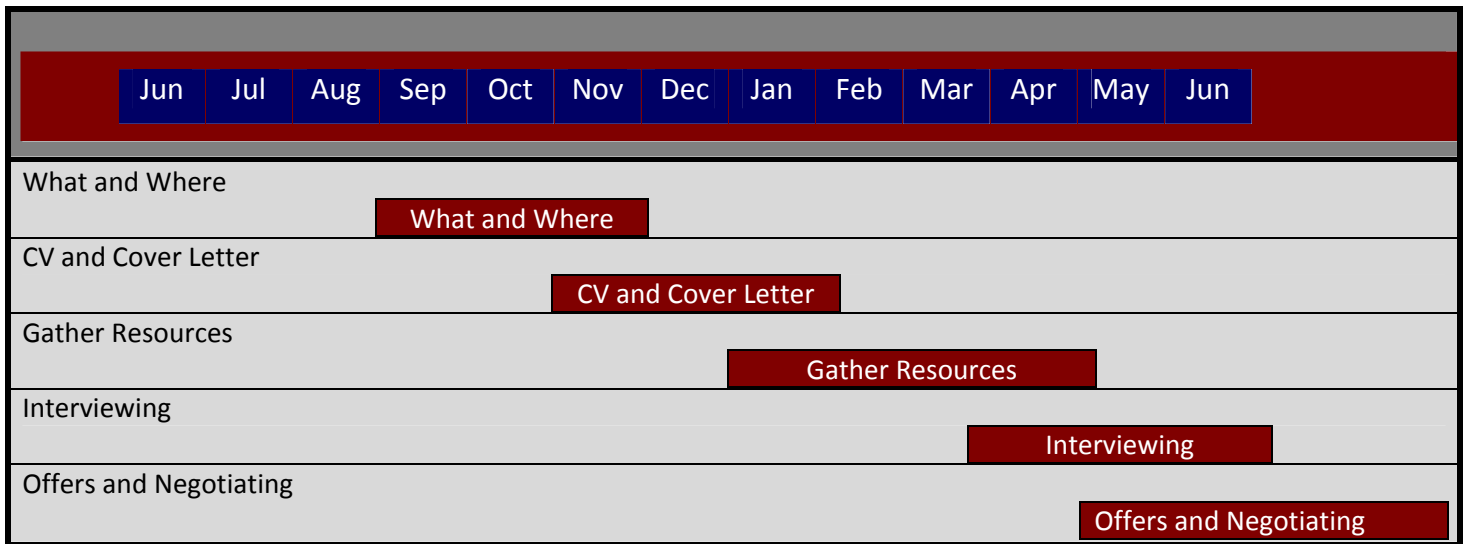 Jun Jul Aug Sep Oct Nov Dec Jan Feb Mar Apr May Jun
What and Where
What and Where
CV and Cover Letter
CV and Cover Letter
Gather Resources
Gather Resources
Interviewing
Interviewing
Offers and Negotiating
Offers and Negotiating